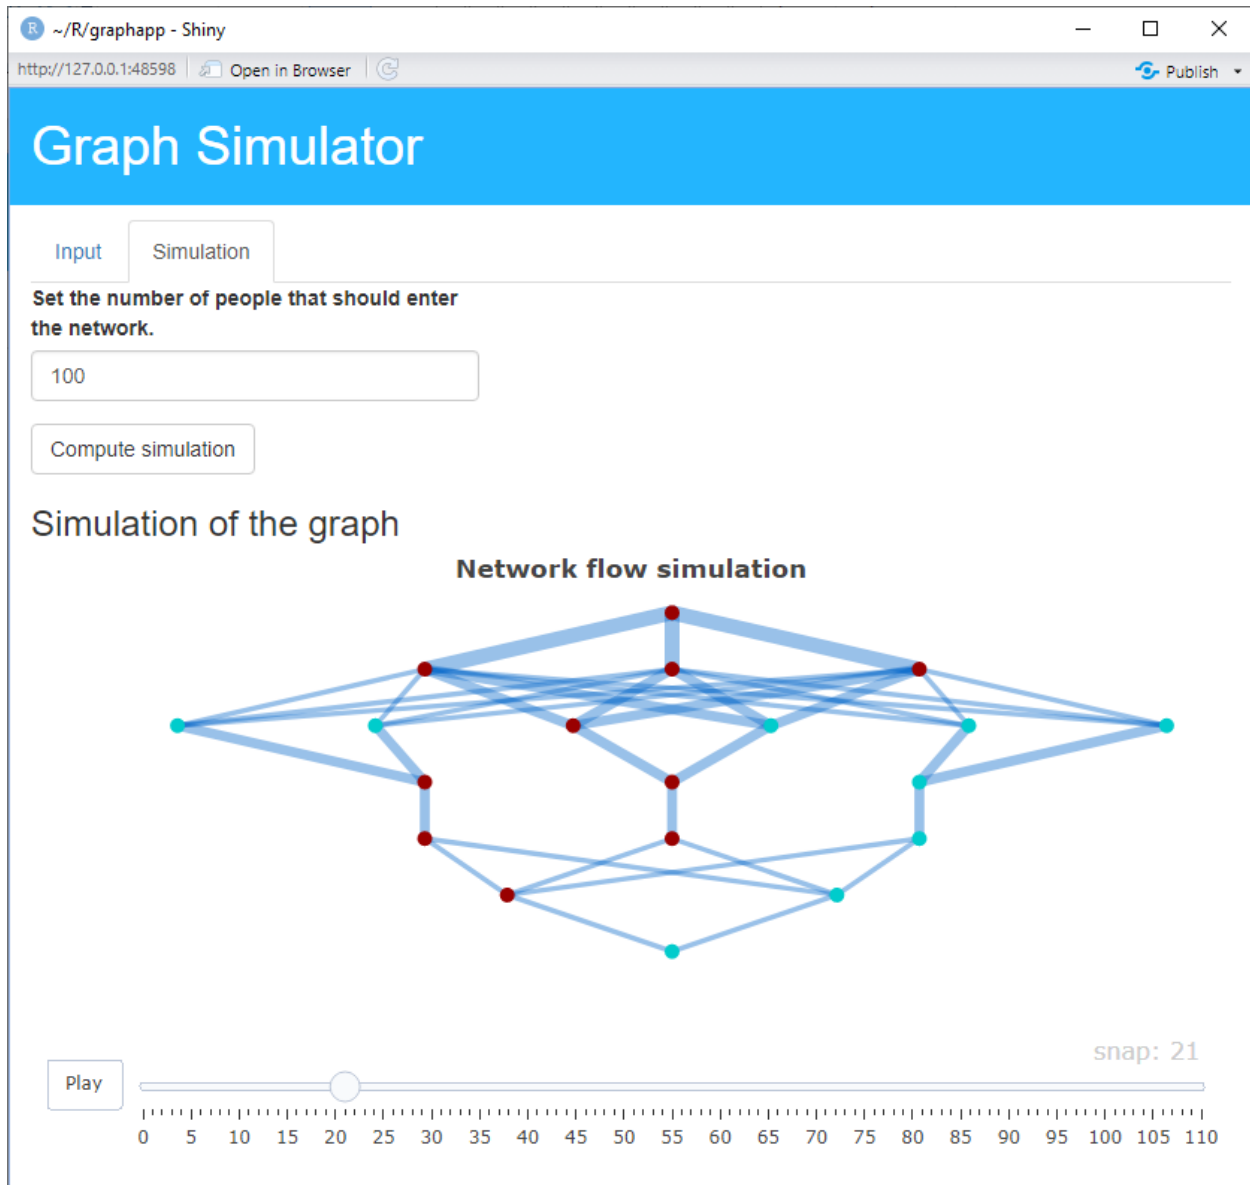 R ~/R/graphapp - Shiny
http://127.0.0.1:48598 Open in Browser Publish
Graph Simulator
Input Simulation
Set the number of people that should enter
the network.
100
Compute simulation
Simulation of the graph
Network flow simulation
snap: 21
Play
0 5 10 15 20 25 30 35 40 45 50 55 60 65 70 75 80 85 90 95 100 105 110